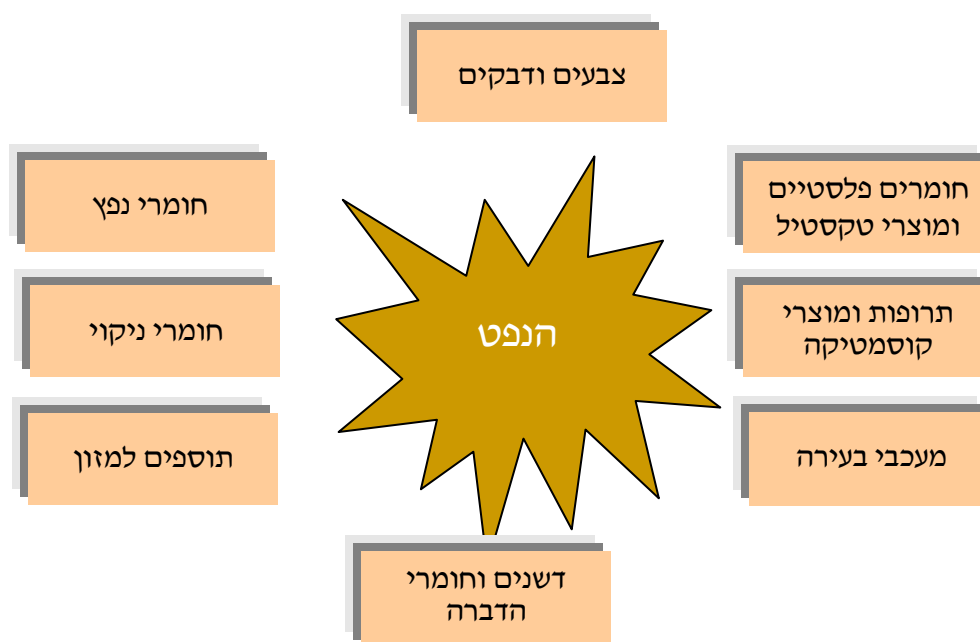 צבעים ודבקים
חומרים פלסטיים
ומוצרי טקסטיל
חומרי נפץ
תרופות ומוצרי
קוסמטיקה
הנפט
חומרי ניקוי
מעכבי בעירה
תוספים למזון
דשנים וחומרי
הדברה